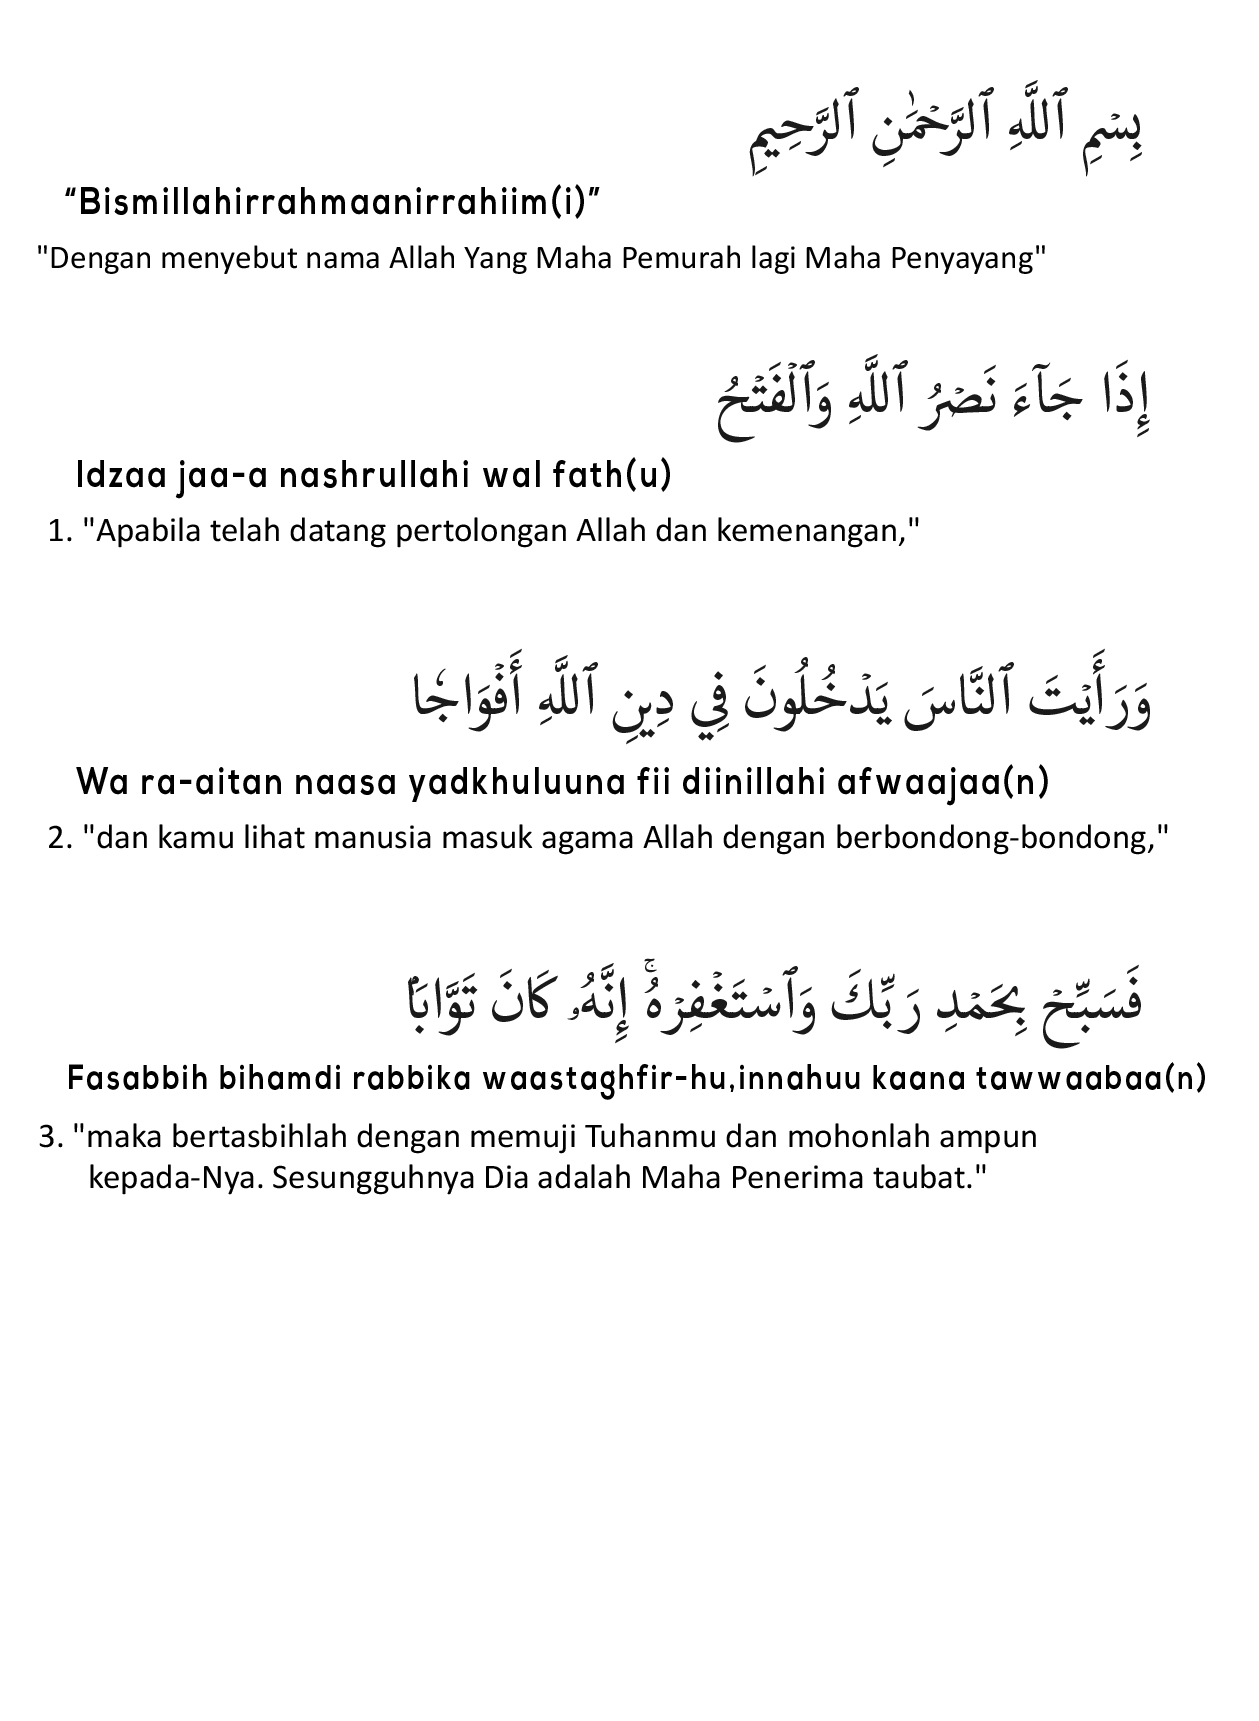 بِسۡمِ ٱللَّهِ ٱلرَّحۡمَٰنِ ٱلرَّحِيمِ
“Bismillahirrahmaanirrahiim(i)”
"Dengan menyebut nama Allah Yang Maha Pemurah lagi Maha Penyayang"
إِذَا جَآءَ نَصۡرُ ٱللَّهِ وَٱلۡفَتۡحُ
Idzaa jaa-a nashrullahi wal fath(u)
1. "Apabila telah datang pertolongan Allah dan kemenangan,"
وَرَأَيۡتَ ٱلنَّاسَ يَدۡخُلُونَ فِي دِينِ ٱللَّهِ أَفۡوَاجٗا
Wa ra-aitan naasa yadkhuluuna fii diinillahi afwaajaa(n)
2. "dan kamu lihat manusia masuk agama Allah dengan berbondong-bondong,"
فَسَبِّحۡ بِحَمۡدِ رَبِّكَ وَٱسۡتَغۡفِرۡهُۚ إِنَّهُۥ كَانَ تَوَّابَۢا
Fasabbih bihamdi rabbika waastaghfir-hu,innahuu kaana tawwaabaa(n)
3. "maka bertasbihlah dengan memuji Tuhanmu dan mohonlah ampun
kepada-Nya. Sesungguhnya Dia adalah Maha Penerima taubat."